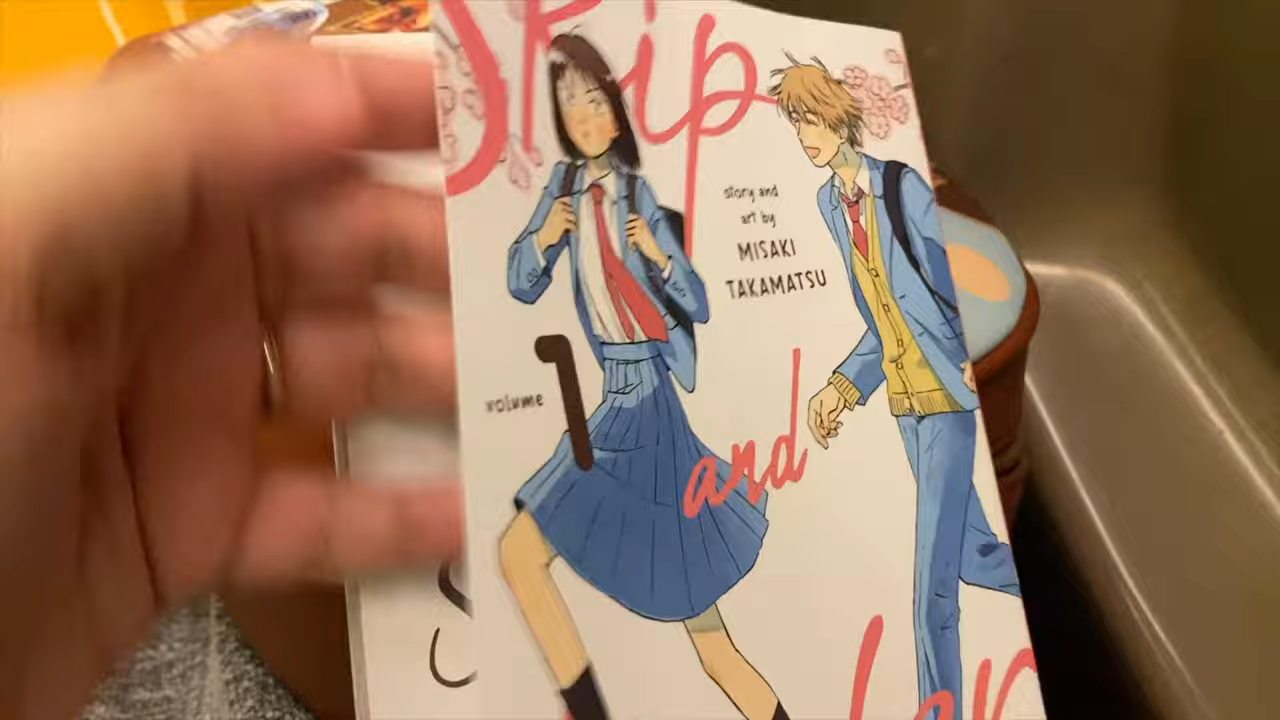 Skip
story and
art by
MISAKI
TAKAMATSU
volume 1
and